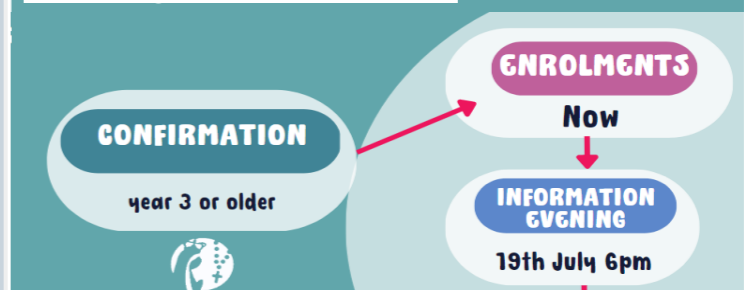 CONFIRMATION
year 3 or older
ENROLMENTS
Now
INFORMATION
EVENING
19th July 6pm